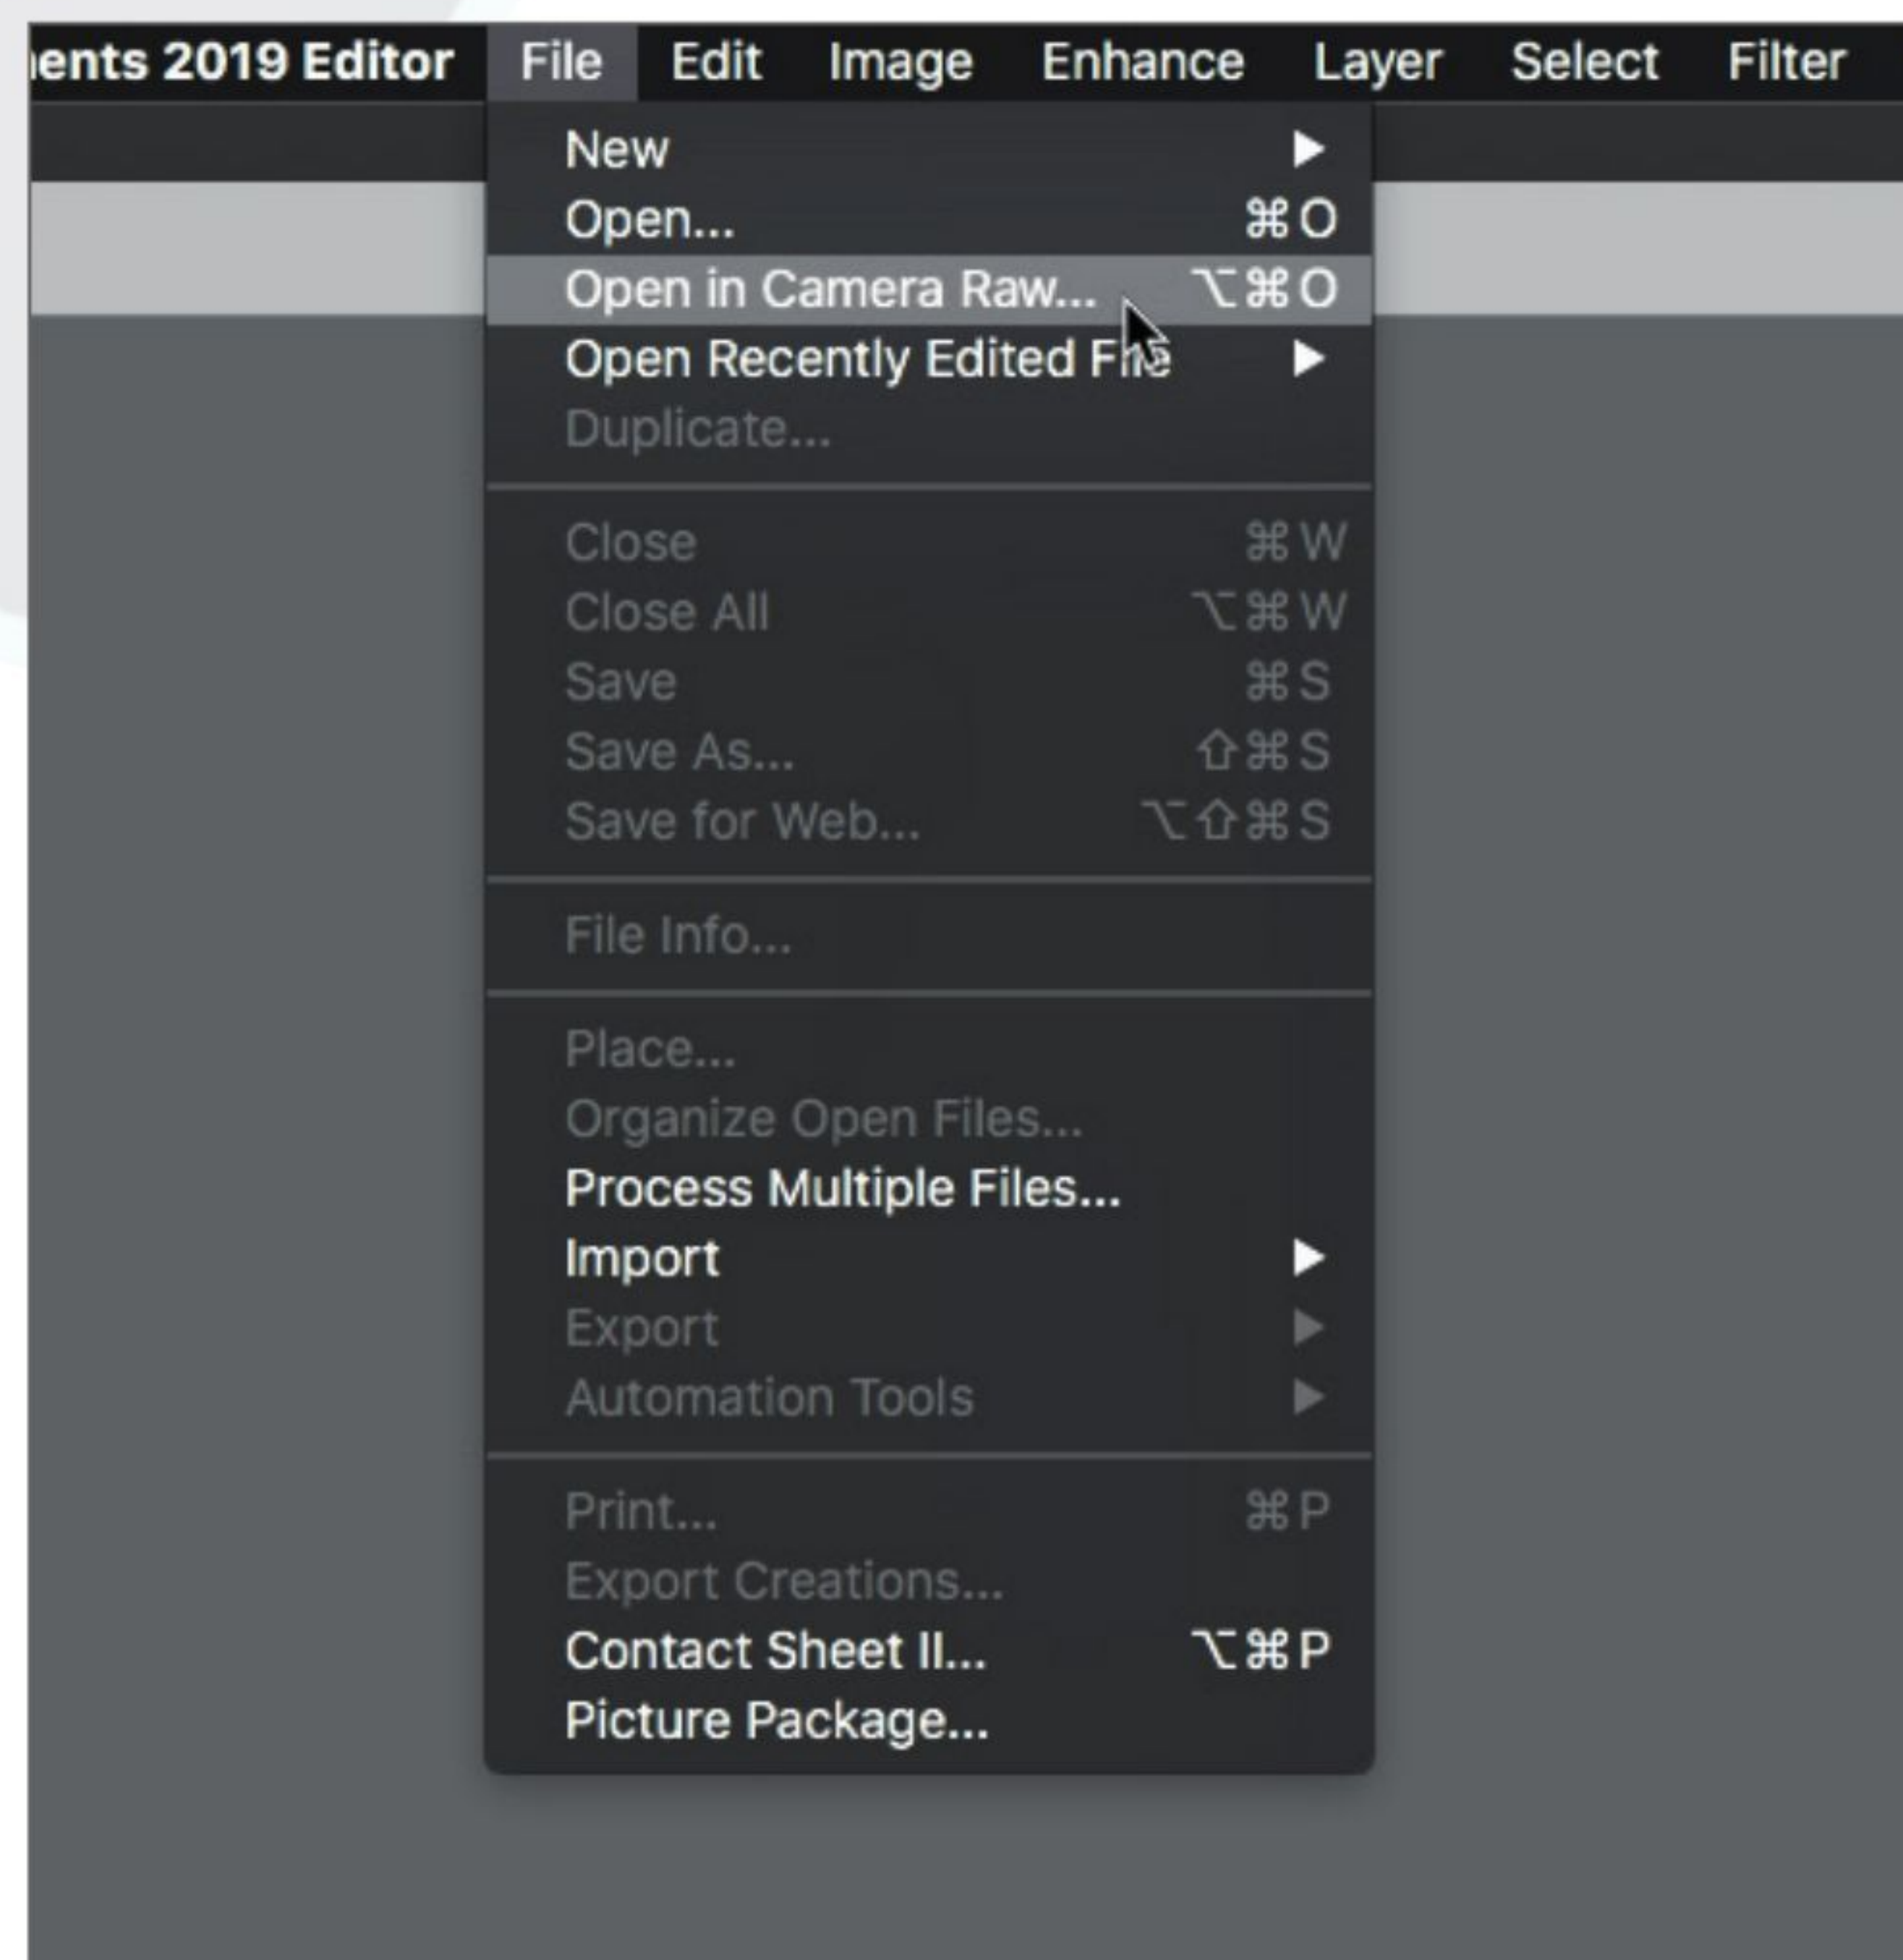 2019 Editor File Edit Image Enhance Layer Select Filter
New ▶
Open... ⌘O
Open in Camera Raw... ⌥⌘O
Open Recently Edited File ▶
Duplicate...
Close ⌘W
Close All ⌥⌘W
Save ⌘S
Save As... ⇧⌘S
Save for Web... ⌥⇧⌘S
File Info...
Place...
Organize Open Files...
Process Multiple Files...
Import ▶
Export ▶
Automation Tools ▶
Print... ⌘P
Export Creations...
Contact Sheet II... ⌥⌘P
Picture Package...